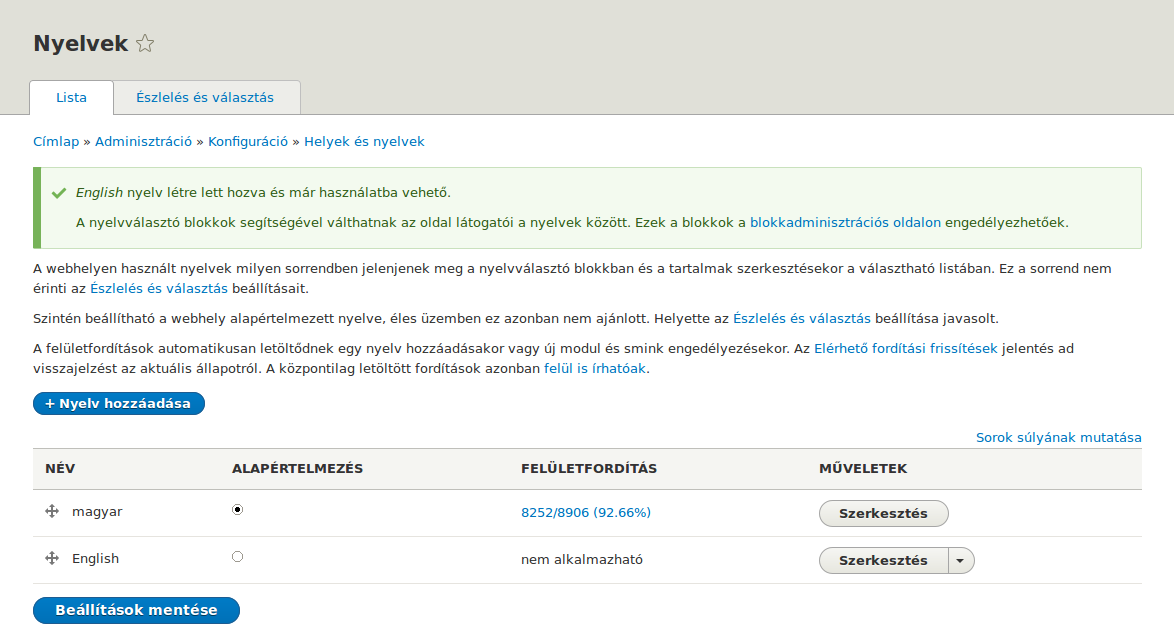 Nyelvek
Lista
Észlelés és választás
Címlap » Adminisztráció » Konfiguráció » Helyek és nyelvek
English nyelv létre lett hozva és már használatba vehető.
A nyelvválasztó blokkok segítségével válthatnak az oldal látogatói a nyelvek között. Ezek a blokkok a blokkadminisztrációs oldalon engedélyezhetőek.
A webhelyen használt nyelvek milyen sorrendben jelenjenek meg a nyelvválasztó blokkban és a tartalmak szerkesztésekor a választható listában. Ez a sorrend nem
érinti az Észlelés és választás beállításait.
Szintén beállítható a webhely alapértelmezett nyelve, éles üzemben ez azonban nem ajánlott. Helyette az Észlelés és választás beállítása javasolt.
A felületfordítások automatikusan letöltődnek egy nyelv hozzáadásakor vagy új modul és smink engedélyezésekor. Az Elérhető fordítási frissítések jelentés ad
visszajelzést az aktuális állapotról. A központilag letöltött fordítások azonban felül is írhatóak.
+ Nyelv hozzáadása
Sorok súlyának mutatása
NÉV ALAPÉRTELMEZÉS FELÜLETFORDÍTÁS MŰVELETEK
magyar 8252/8906 (92.66%) Szerkesztés
English nem alkalmazható Szerkesztés
Beállítások mentése